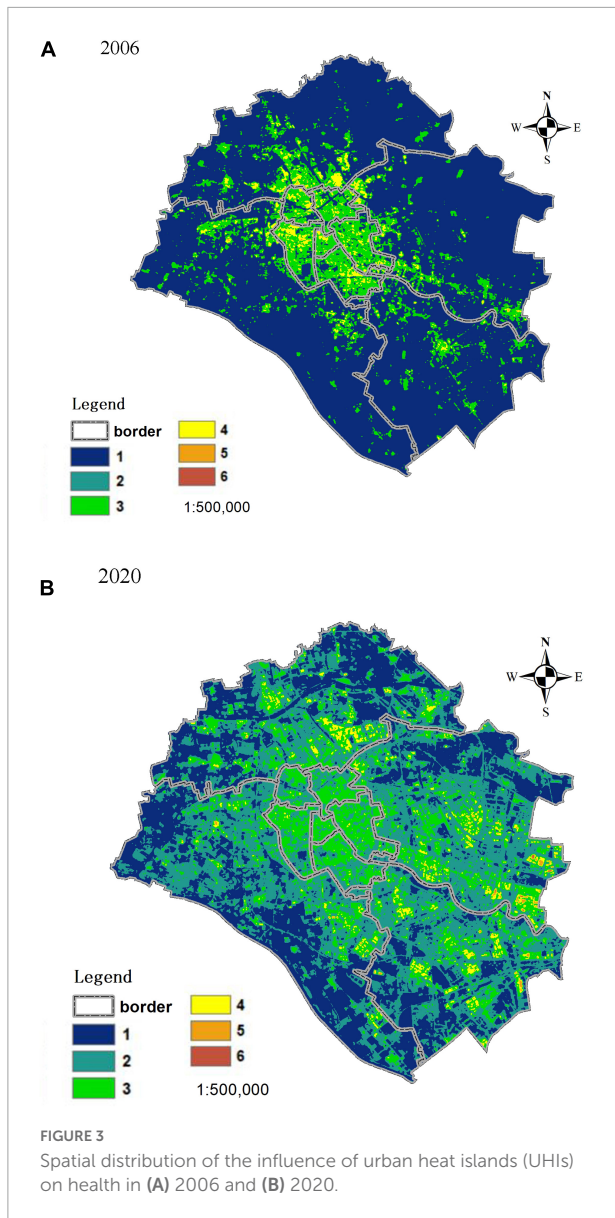 A 2006
N
W E
S
Legend
border 4
1 5
2 6
3 1:500,000
B 2020
N
W E
S
Legend
border 4
1 5
2 6
3 1:500,000
FIGURE 3
Spatial distribution of the influence of urban heat islands (UHIs)
on health in (A) 2006 and (B) 2020.